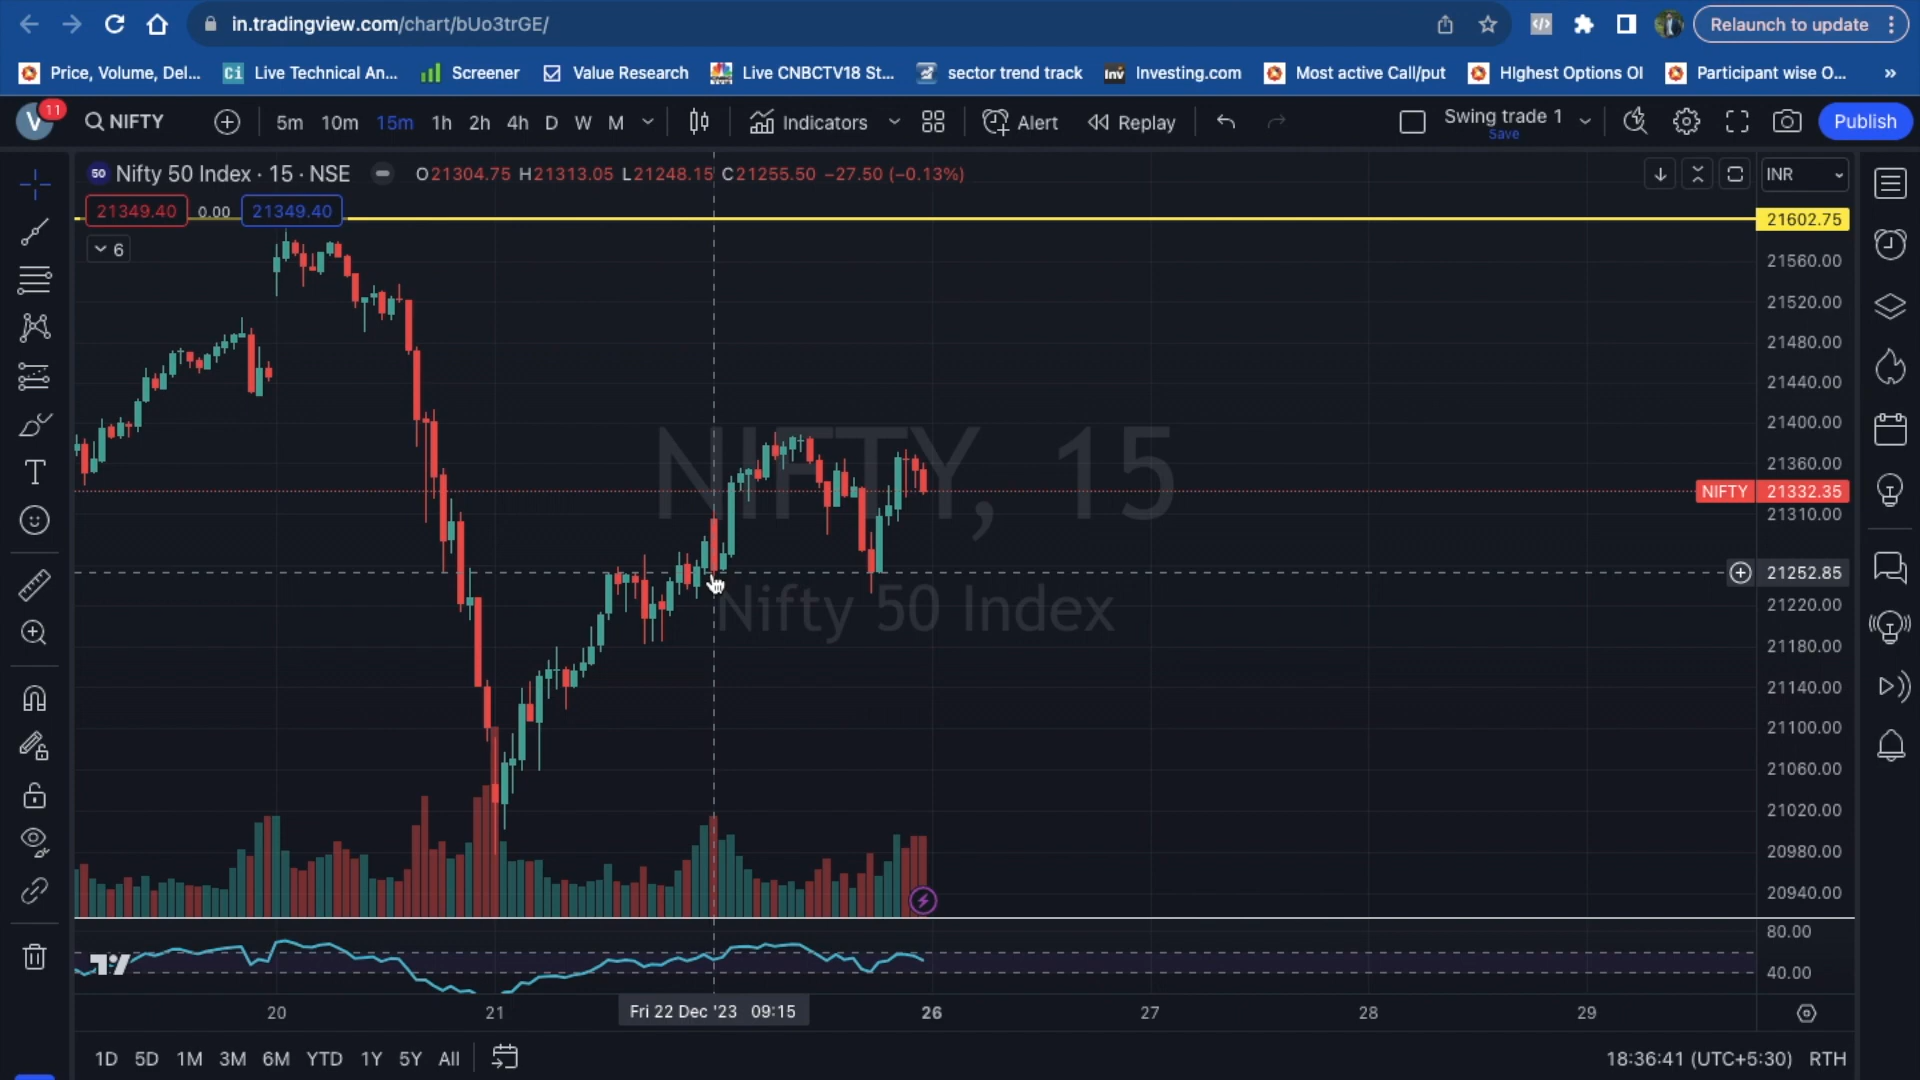 in.tradingview.com/chart/bUo3trGE/
Relaunch to update
Price, Volume, Del...
Ci Live Technical An...
Screener
Value Research
Live CNBCTV18 St...
sector trend track
Inv Investing.com
Most active Call/put
HIghest Options OI
Participant wise O...
»
V 11 NIFTY 5m 10m 15m 1h 2h 4h D W M Indicators Alert Replay Swing trade 1 Save Publish
50 Nifty 50 Index · 15 · NSE O21304.75 H21313.05 L21248.15 C21255.50 −27.50 (−0.13%) INR
21349.40 0.00 21349.40
6
21602.75
21560.00
21520.00
21480.00
21440.00
21400.00
21360.00
NIFTY 21332.35
21310.00
21252.85
21220.00
21180.00
21140.00
21100.00
21060.00
21020.00
20980.00
20940.00
NIFTY, 15
Nifty 50 Index
80.00
40.00
20 21 Fri 22 Dec '23 09:15 26 27 28 29
1D 5D 1M 3M 6M YTD 1Y 5Y All 18:36:41 (UTC+5:30) RTH